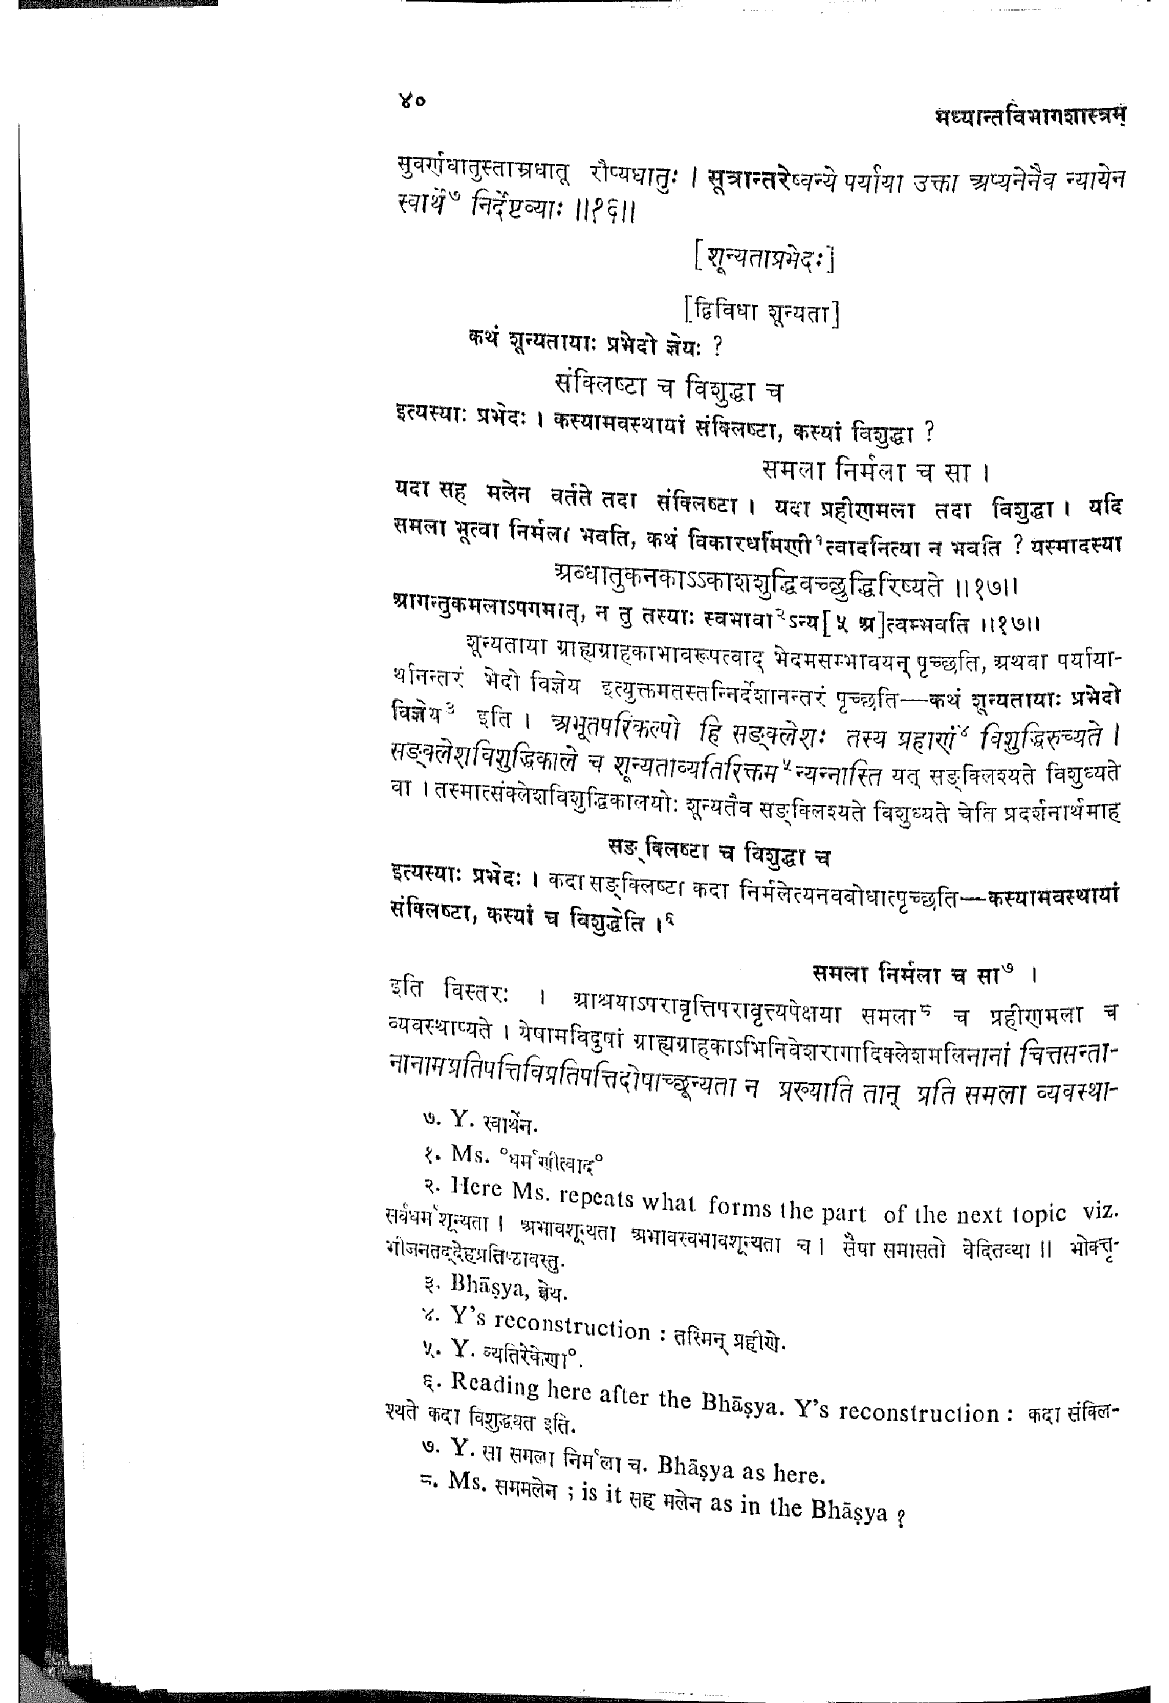 ४०
मध्यान्तविभागशास्त्रम्
सुवर्णधातुस्ताम्रधातू रौप्यधातुः । सूत्रान्तरेष्वन्ये पर्याया उक्ता अप्यनेनैव न्यायेन
स्वार्थे⁷ निर्देष्टव्याः ॥१६॥
[शून्यताप्रभेदः]
[द्विविधा शून्यता]
कथं शून्यतायाः प्रभेदो ज्ञेयः ?
संक्लिष्टा च विशुद्धा च
इत्यस्याः प्रभेदः । कस्यामवस्थायां संक्लिष्टा, कस्यां विशुद्धा ?
समला निर्मला च सा ।
यदा सह मलेन वर्तते तदा संक्लिष्टा । यदा प्रहीणमला तदा विशुद्धा । यदि
समला भूत्वा निर्मला भवति, कथं विकारधर्मिणी१त्वादनित्या न भवति ? यस्मादस्या
अब्धातुकनकाऽऽकाशशुद्धिवच्छुद्धिरिष्यते ॥१७॥
आगन्तुकमलाऽपगमात्, न तु तस्याः स्वभावा२ऽन्य[५ अ]त्वम्भवति ॥१७॥
शून्यताया ग्राह्यग्राहकाभावरूपत्वाद् भेदमसम्भावयन् पृच्छति, अथवा पर्याया-
र्थानन्तरं भेदो विज्ञेय इत्युक्तमतस्तन्निर्देशानन्तरं पृच्छति—कथं शून्यतायाः प्रभेदो
विज्ञेय३ इति । अभूतपरिकल्पो हि सङ्क्लेशः तस्य प्रहाणं४ विशुद्धिरुच्यते ।
सङ्क्लेशविशुद्धिकाले च शून्यताव्यतिरिक्तम५न्यन्नास्ति यत् सङ्क्लिश्यते विशुध्यते
वा । तस्मात्संक्लेशविशुद्धिकालयोः शून्यतैव सङ्क्लिश्यते विशुध्यते चेति प्रदर्शनार्थमाह
सङ्क्लिष्टा च विशुद्धा च
इत्यस्याः प्रभेदः । कदा सङ्क्लिष्टा कदा निर्मलेत्यनवबोधात्पृच्छति—कस्यामवस्थायां
संक्लिष्टा, कस्यां च विशुद्धेति ।६
समला निर्मला च सा७ ।
इति विस्तरः । आश्रयाऽपरावृत्तिपरावृत्त्यपेक्षया समला८ च प्रहीणमला च
व्यवस्थाप्यते । येषामविदुषां ग्राह्यग्राहकाऽभिनिवेशरागादिक्लेशमलिनानां चित्तसन्ता-
नानामप्रतिपत्तिविप्रतिपत्तिदोषाच्छून्यता न प्रख्याति तान् प्रति समला व्यवस्था-
७. Y. स्वार्थेन.
१. Ms. °धर्मणीत्वाद°
२. Here Ms. repeats what forms the part of the next topic viz.
सर्वधर्मशून्यता । अभावशून्यता अभावस्वभावशून्यता च । सैषा समासतो वेदितव्या ॥ भोक्तृ-
भोजनतद्देहप्रतिष्ठावस्तु.
३. Bhāṣya, ज्ञेय.
४. Y's reconstruction : तस्मिन् प्रहीणे.
५. Y. व्यतिरेकेणा°.
६. Reading here after the Bhāṣya. Y's reconstruction : कदा संक्लि-
श्यते कदा विशुद्धयत इति.
७. Y. सा समला निर्मला च. Bhāṣya as here.
८. Ms. सममलेन ; is it सह मलेन as in the Bhāṣya ?